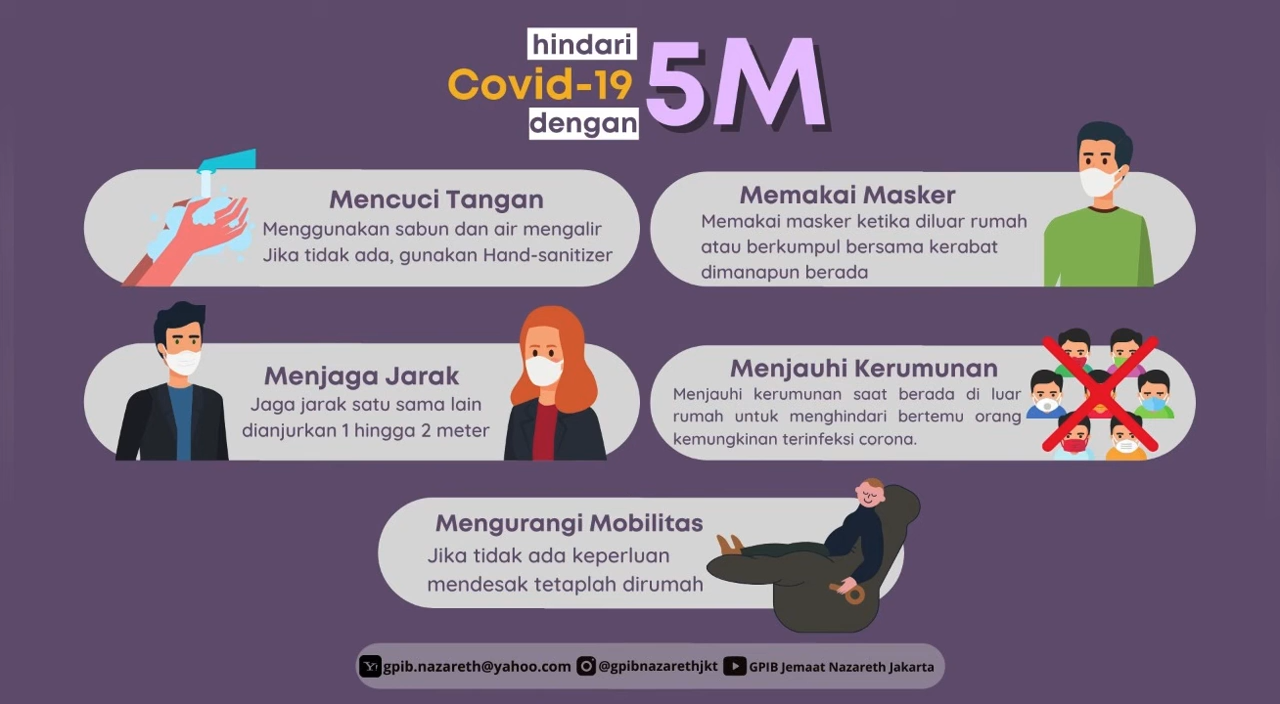 hindari
Covid-19
dengan
5M
Mencuci Tangan
Menggunakan sabun dan air mengalir
Jika tidak ada, gunakan Hand-sanitizer
Memakai Masker
Memakai masker ketika diluar rumah
atau berkumpul bersama kerabat
dimanapun berada
Menjaga Jarak
Jaga jarak satu sama lain
dianjurkan 1 hingga 2 meter
Menjauhi Kerumunan
Menjauhi kerumunan saat berada di luar
rumah untuk menghindari bertemu orang
kemungkinan terinfeksi corona.
Mengurangi Mobilitas
Jika tidak ada keperluan
mendesak tetaplah dirumah
gpib.nazareth@yahoo.com @gpibnazarethjkt GPIB Jemaat Nazareth Jakarta